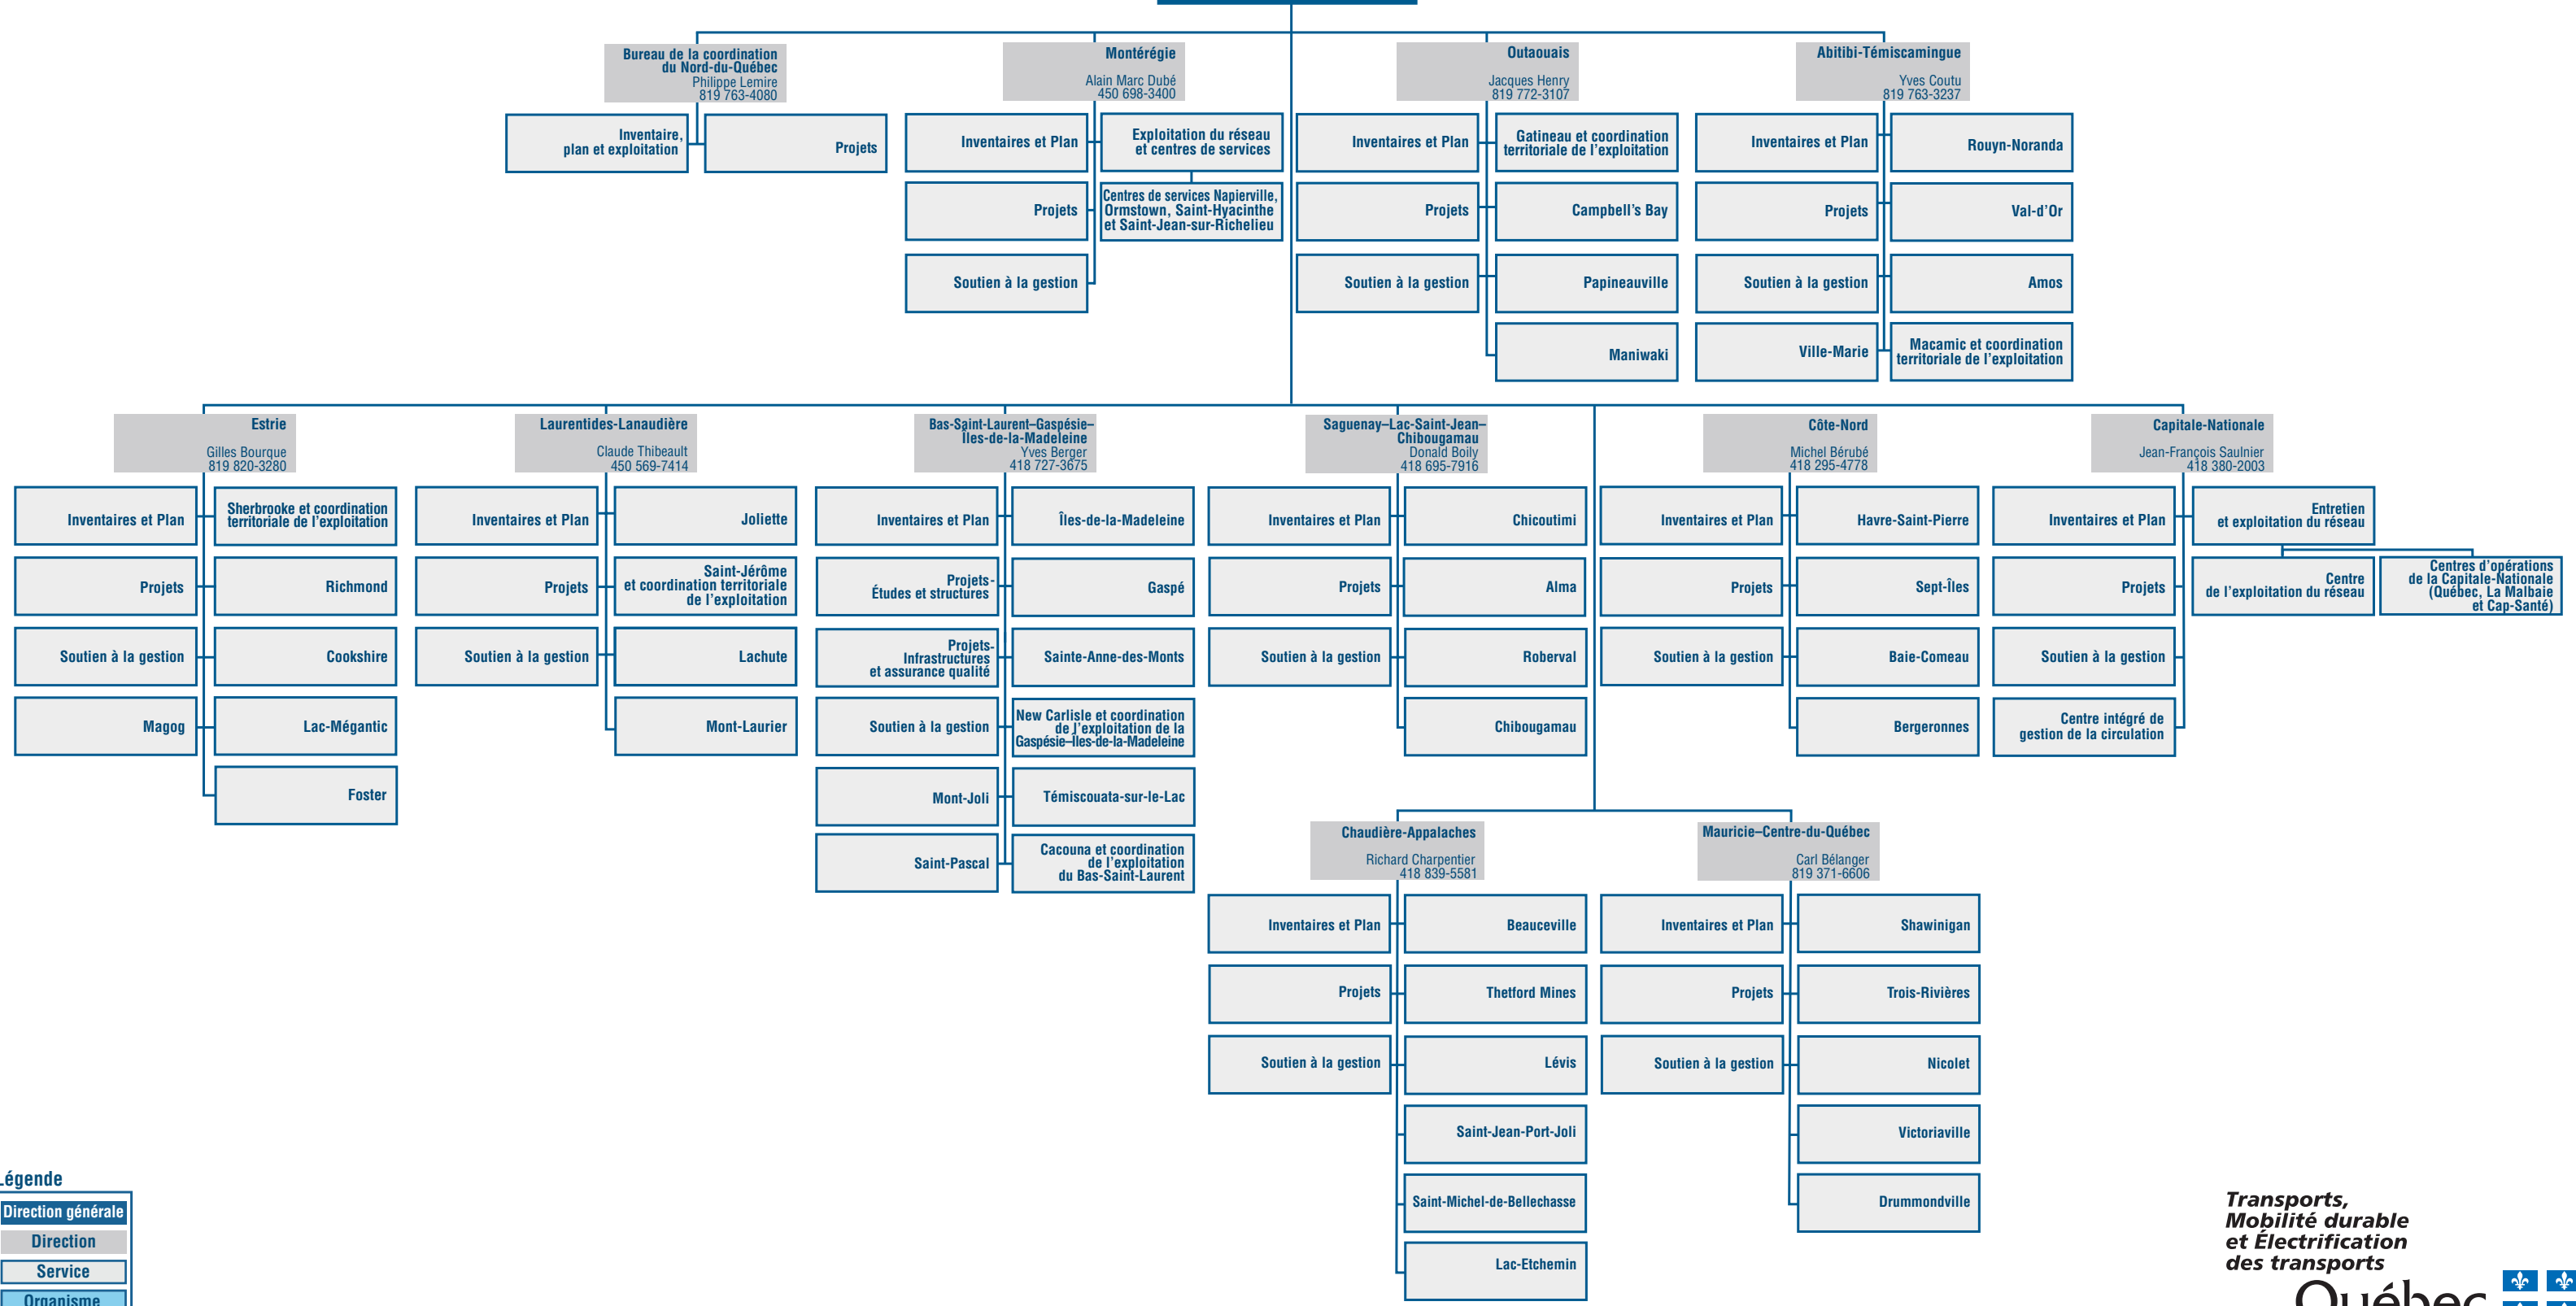 Bureau de la coordination
du Nord-du-Québec
Philippe Lemire
819 763-4080
Inventaire,
plan et exploitation
Projets
Montérégie
Alain Marc Dubé
450 698-3400
Inventaires et Plan
Exploitation du réseau
et centres de services
Projets
Centres de services Napierville,
Ormstown, Saint-Hyacinthe
et Saint-Jean-sur-Richelieu
Soutien à la gestion
Outaouais
Jacques Henry
819 772-3107
Inventaires et Plan
Gatineau et coordination
territoriale de l'exploitation
Projets
Campbell's Bay
Soutien à la gestion
Papineauville
Maniwaki
Abitibi-Témiscamingue
Yves Coutu
819 763-3237
Inventaires et Plan
Rouyn-Noranda
Projets
Val-d'Or
Soutien à la gestion
Amos
Ville-Marie
Macamic et coordination
territoriale de l'exploitation
Estrie
Gilles Bourque
819 820-3280
Inventaires et Plan
Sherbrooke et coordination
territoriale de l'exploitation
Projets
Richmond
Soutien à la gestion
Cookshire
Magog
Lac-Mégantic
Foster
Laurentides-Lanaudière
Claude Thibeault
450 569-7414
Inventaires et Plan
Joliette
Projets
Saint-Jérôme
et coordination territoriale
de l'exploitation
Soutien à la gestion
Lachute
Mont-Laurier
Bas-Saint-Laurent–Gaspésie–
Îles-de-la-Madeleine
Yves Berger
418 727-3675
Inventaires et Plan
Îles-de-la-Madeleine
Projets-
Études et structures
Gaspé
Projets-
Infrastructures
et assurance qualité
Sainte-Anne-des-Monts
Soutien à la gestion
New Carlisle et coordination
de l'exploitation de la
Gaspésie–Îles-de-la-Madeleine
Mont-Joli
Témiscouata-sur-le-Lac
Saint-Pascal
Cacouna et coordination
de l'exploitation
du Bas-Saint-Laurent
Saguenay–Lac-Saint-Jean–
Chibougamau
Donald Boily
418 695-7916
Inventaires et Plan
Chicoutimi
Projets
Alma
Soutien à la gestion
Roberval
Chibougamau
Côte-Nord
Michel Bérubé
418 295-4778
Inventaires et Plan
Havre-Saint-Pierre
Projets
Sept-Îles
Soutien à la gestion
Baie-Comeau
Bergeronnes
Capitale-Nationale
Jean-François Saulnier
418 380-2003
Inventaires et Plan
Entretien
et exploitation du réseau
Projets
Centre
de l'exploitation du réseau
Centres d'opérations
de la Capitale-Nationale
(Québec, La Malbaie
et Cap-Santé)
Soutien à la gestion
Centre intégré de
gestion de la circulation
Chaudière-Appalaches
Richard Charpentier
418 839-5581
Inventaires et Plan
Beauceville
Projets
Thetford Mines
Soutien à la gestion
Lévis
Saint-Jean-Port-Joli
Saint-Michel-de-Bellechasse
Lac-Etchemin
Mauricie–Centre-du-Québec
Carl Bélanger
819 371-6606
Inventaires et Plan
Shawinigan
Projets
Trois-Rivières
Soutien à la gestion
Nicolet
Victoriaville
Drummondville
Légende
Direction générale
Direction
Service
Organisme
Transports,
Mobilité durable
et Électrification
des transports
Québec